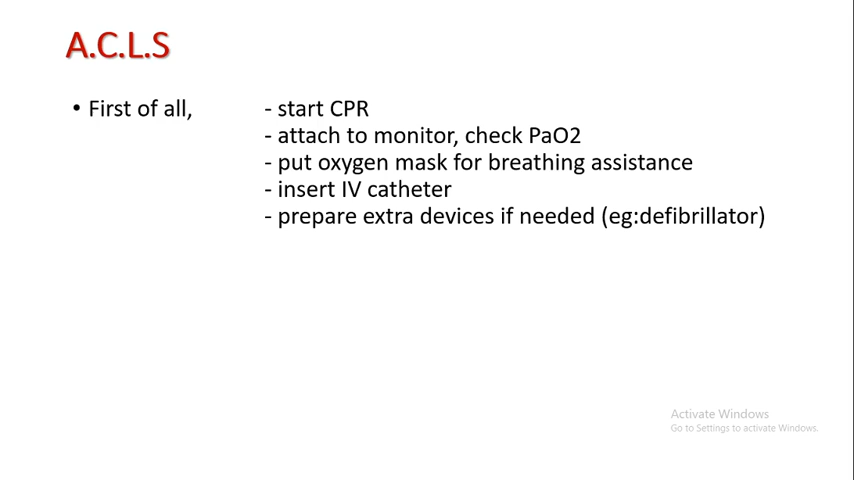 A.C.L.S
• First of all, - start CPR
- attach to monitor, check PaO2
- put oxygen mask for breathing assistance
- insert IV catheter
- prepare extra devices if needed (eg:defibrillator)
Activate Windows
Go to Settings to activate Windows.